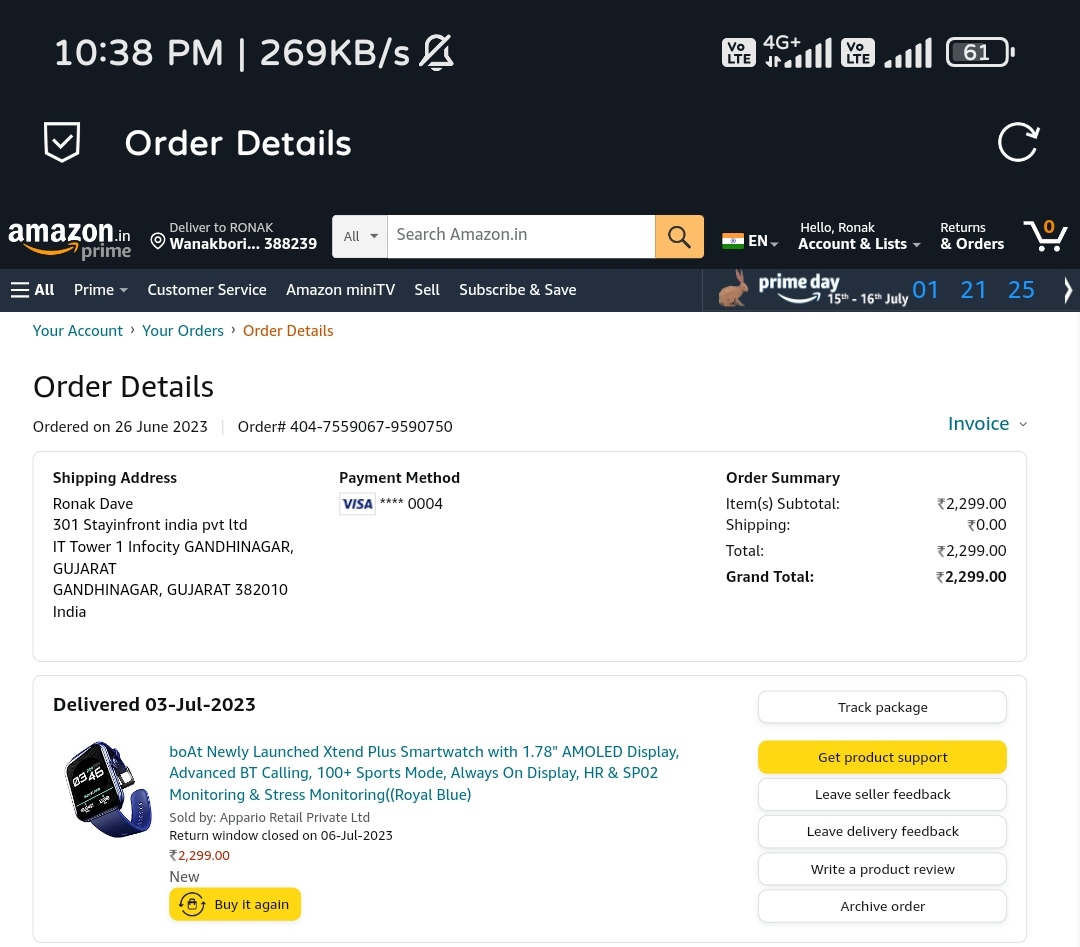 10:38 PM | 269KB/s
Vo LTE 4G+ Vo LTE 61
Order Details
amazon.in
prime
Deliver to RONAK
Wanakbori... 388239
All
Search Amazon.in
EN
Hello, Ronak
Account & Lists
Returns
& Orders
0
All Prime Customer Service Amazon miniTV Sell Subscribe & Save
prime day
15th - 16th July
01 21 25
Your Account › Your Orders › Order Details
Order Details
Ordered on 26 June 2023 | Order# 404-7559067-9590750
Invoice
Shipping Address
Ronak Dave
301 Stayinfront india pvt ltd
IT Tower 1 Infocity GANDHINAGAR,
GUJARAT
GANDHINAGAR, GUJARAT 382010
India
Payment Method
VISA **** 0004
Order Summary
Item(s) Subtotal: ₹2,299.00
Shipping: ₹0.00
Total: ₹2,299.00
Grand Total: ₹2,299.00
Delivered 03-Jul-2023
03:46
boAt Newly Launched Xtend Plus Smartwatch with 1.78" AMOLED Display,
Advanced BT Calling, 100+ Sports Mode, Always On Display, HR & SP02
Monitoring & Stress Monitoring((Royal Blue)
Sold by: Appario Retail Private Ltd
Return window closed on 06-Jul-2023
₹2,299.00
New
Buy it again
Track package
Get product support
Leave seller feedback
Leave delivery feedback
Write a product review
Archive order